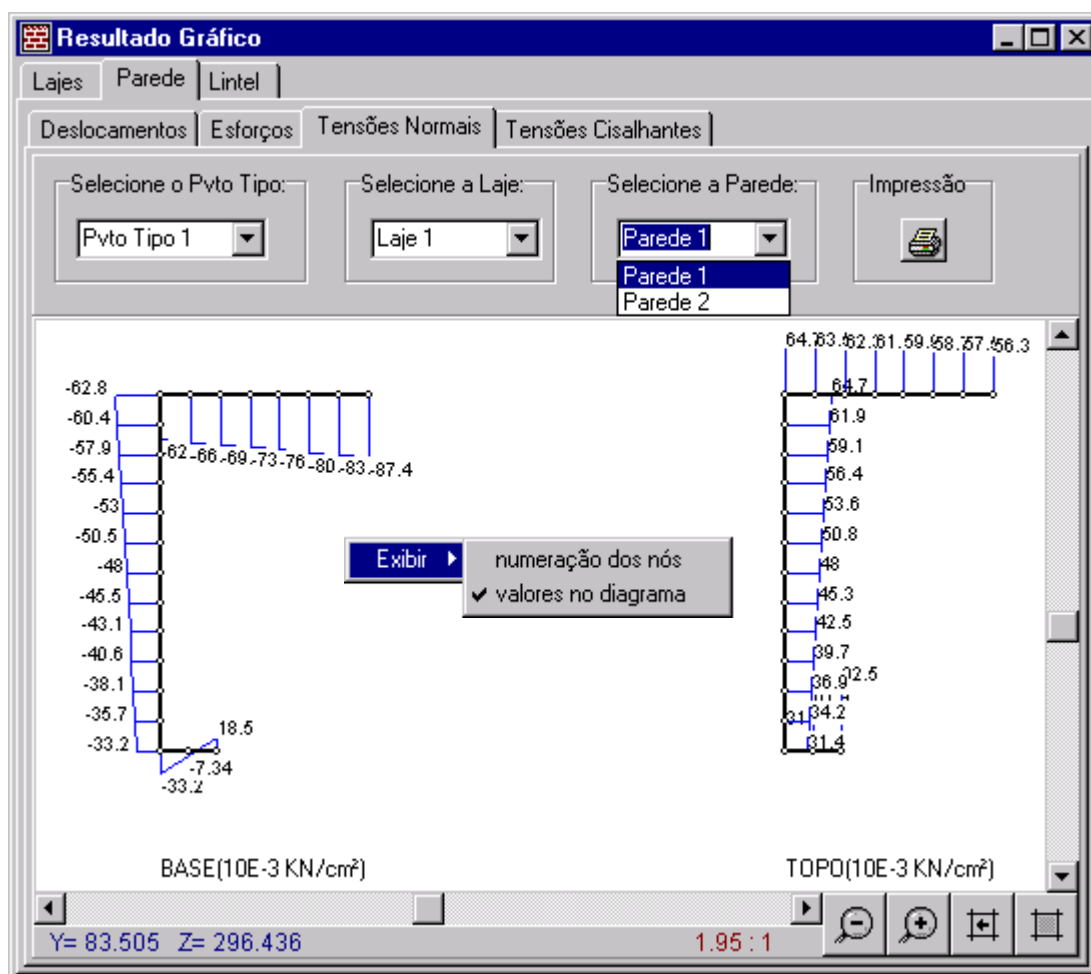 Resultado Gráfico
Lajes Parede Lintel
Deslocamentos Esforços Tensões Normais Tensões Cisalhantes
Selecione o Pvto Tipo: Selecione a Laje: Selecione a Parede: Impressão
Pvto Tipo 1 Laje 1 Parede 1
Parede 1
Parede 2
-62.8
-60.4
-57.9
-55.4
-53
-50.5
-48
-45.5
-43.1
-40.6
-38.1
-35.7
-33.2
-62 -66 -69 -73 -76 -80 -83 -87.4
18.5
-7.34
-33.2
Exibir
numeração dos nós
valores no diagrama
56.3
64.7
61.9
59.1
56.4
53.6
50.8
48
45.3
42.5
39.7
36.9
34.2
31.4
BASE(10E-3 KN/cm²) TOPO(10E-3 KN/cm²)
Y= 83.505 Z= 296.436 1.95 : 1